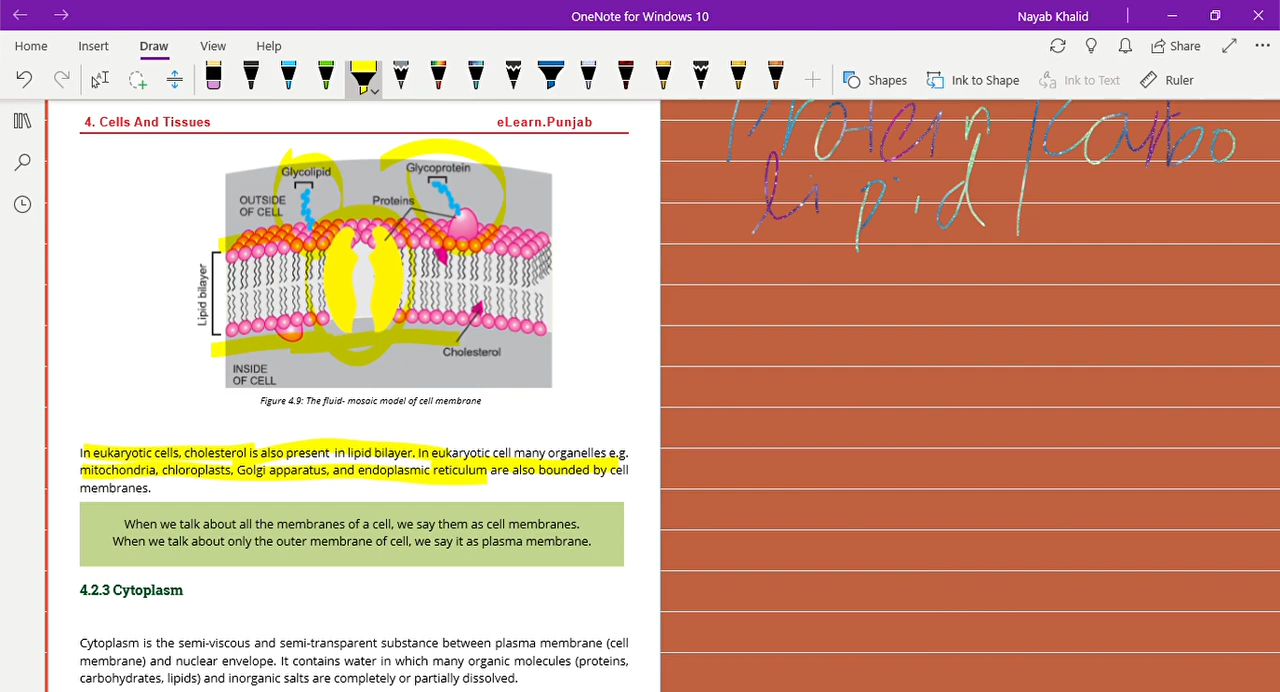 OneNote for Windows 10
Nayab Khalid
Home Insert Draw View Help
Share
Shapes Ink to Shape Ink to Text Ruler
4. Cells And Tissues
eLearn.Punjab
Glycolipid
Glycoprotein
OUTSIDE
OF CELL
Proteins
Lipid bilayer
Cholesterol
INSIDE
OF CELL
Figure 4.9: The fluid- mosaic model of cell membrane
In eukaryotic cells, cholesterol is also present in lipid bilayer. In eukaryotic cell many organelles e.g.
mitochondria, chloroplasts, Golgi apparatus, and endoplasmic reticulum are also bounded by cell
membranes.
When we talk about all the membranes of a cell, we say them as cell membranes.
When we talk about only the outer membrane of cell, we say it as plasma membrane.
4.2.3 Cytoplasm
Cytoplasm is the semi-viscous and semi-transparent substance between plasma membrane (cell
membrane) and nuclear envelope. It contains water in which many organic molecules (proteins,
carbohydrates, lipids) and inorganic salts are completely or partially dissolved.
Protein / Carbo
lipid /